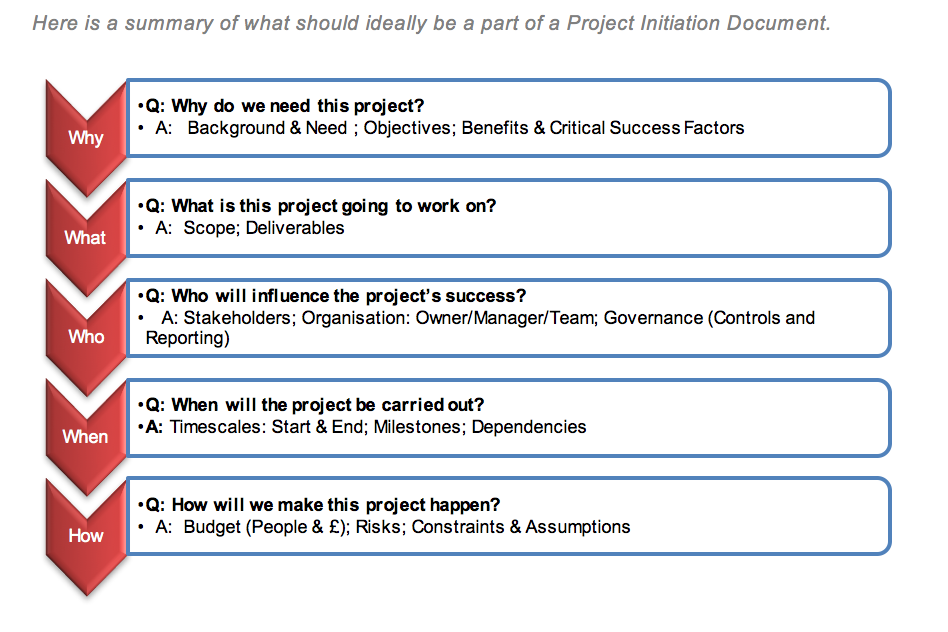 Here is a summary of what should ideally be a part of a Project Initiation Document.
Why
•Q: Why do we need this project?
• A: Background & Need ; Objectives; Benefits & Critical Success Factors
What
•Q: What is this project going to work on?
• A: Scope; Deliverables
Who
•Q: Who will influence the project's success?
• A: Stakeholders; Organisation: Owner/Manager/Team; Governance (Controls and
Reporting)
When
•Q: When will the project be carried out?
•A: Timescales: Start & End; Milestones; Dependencies
How
•Q: How will we make this project happen?
• A: Budget (People & £); Risks; Constraints & Assumptions